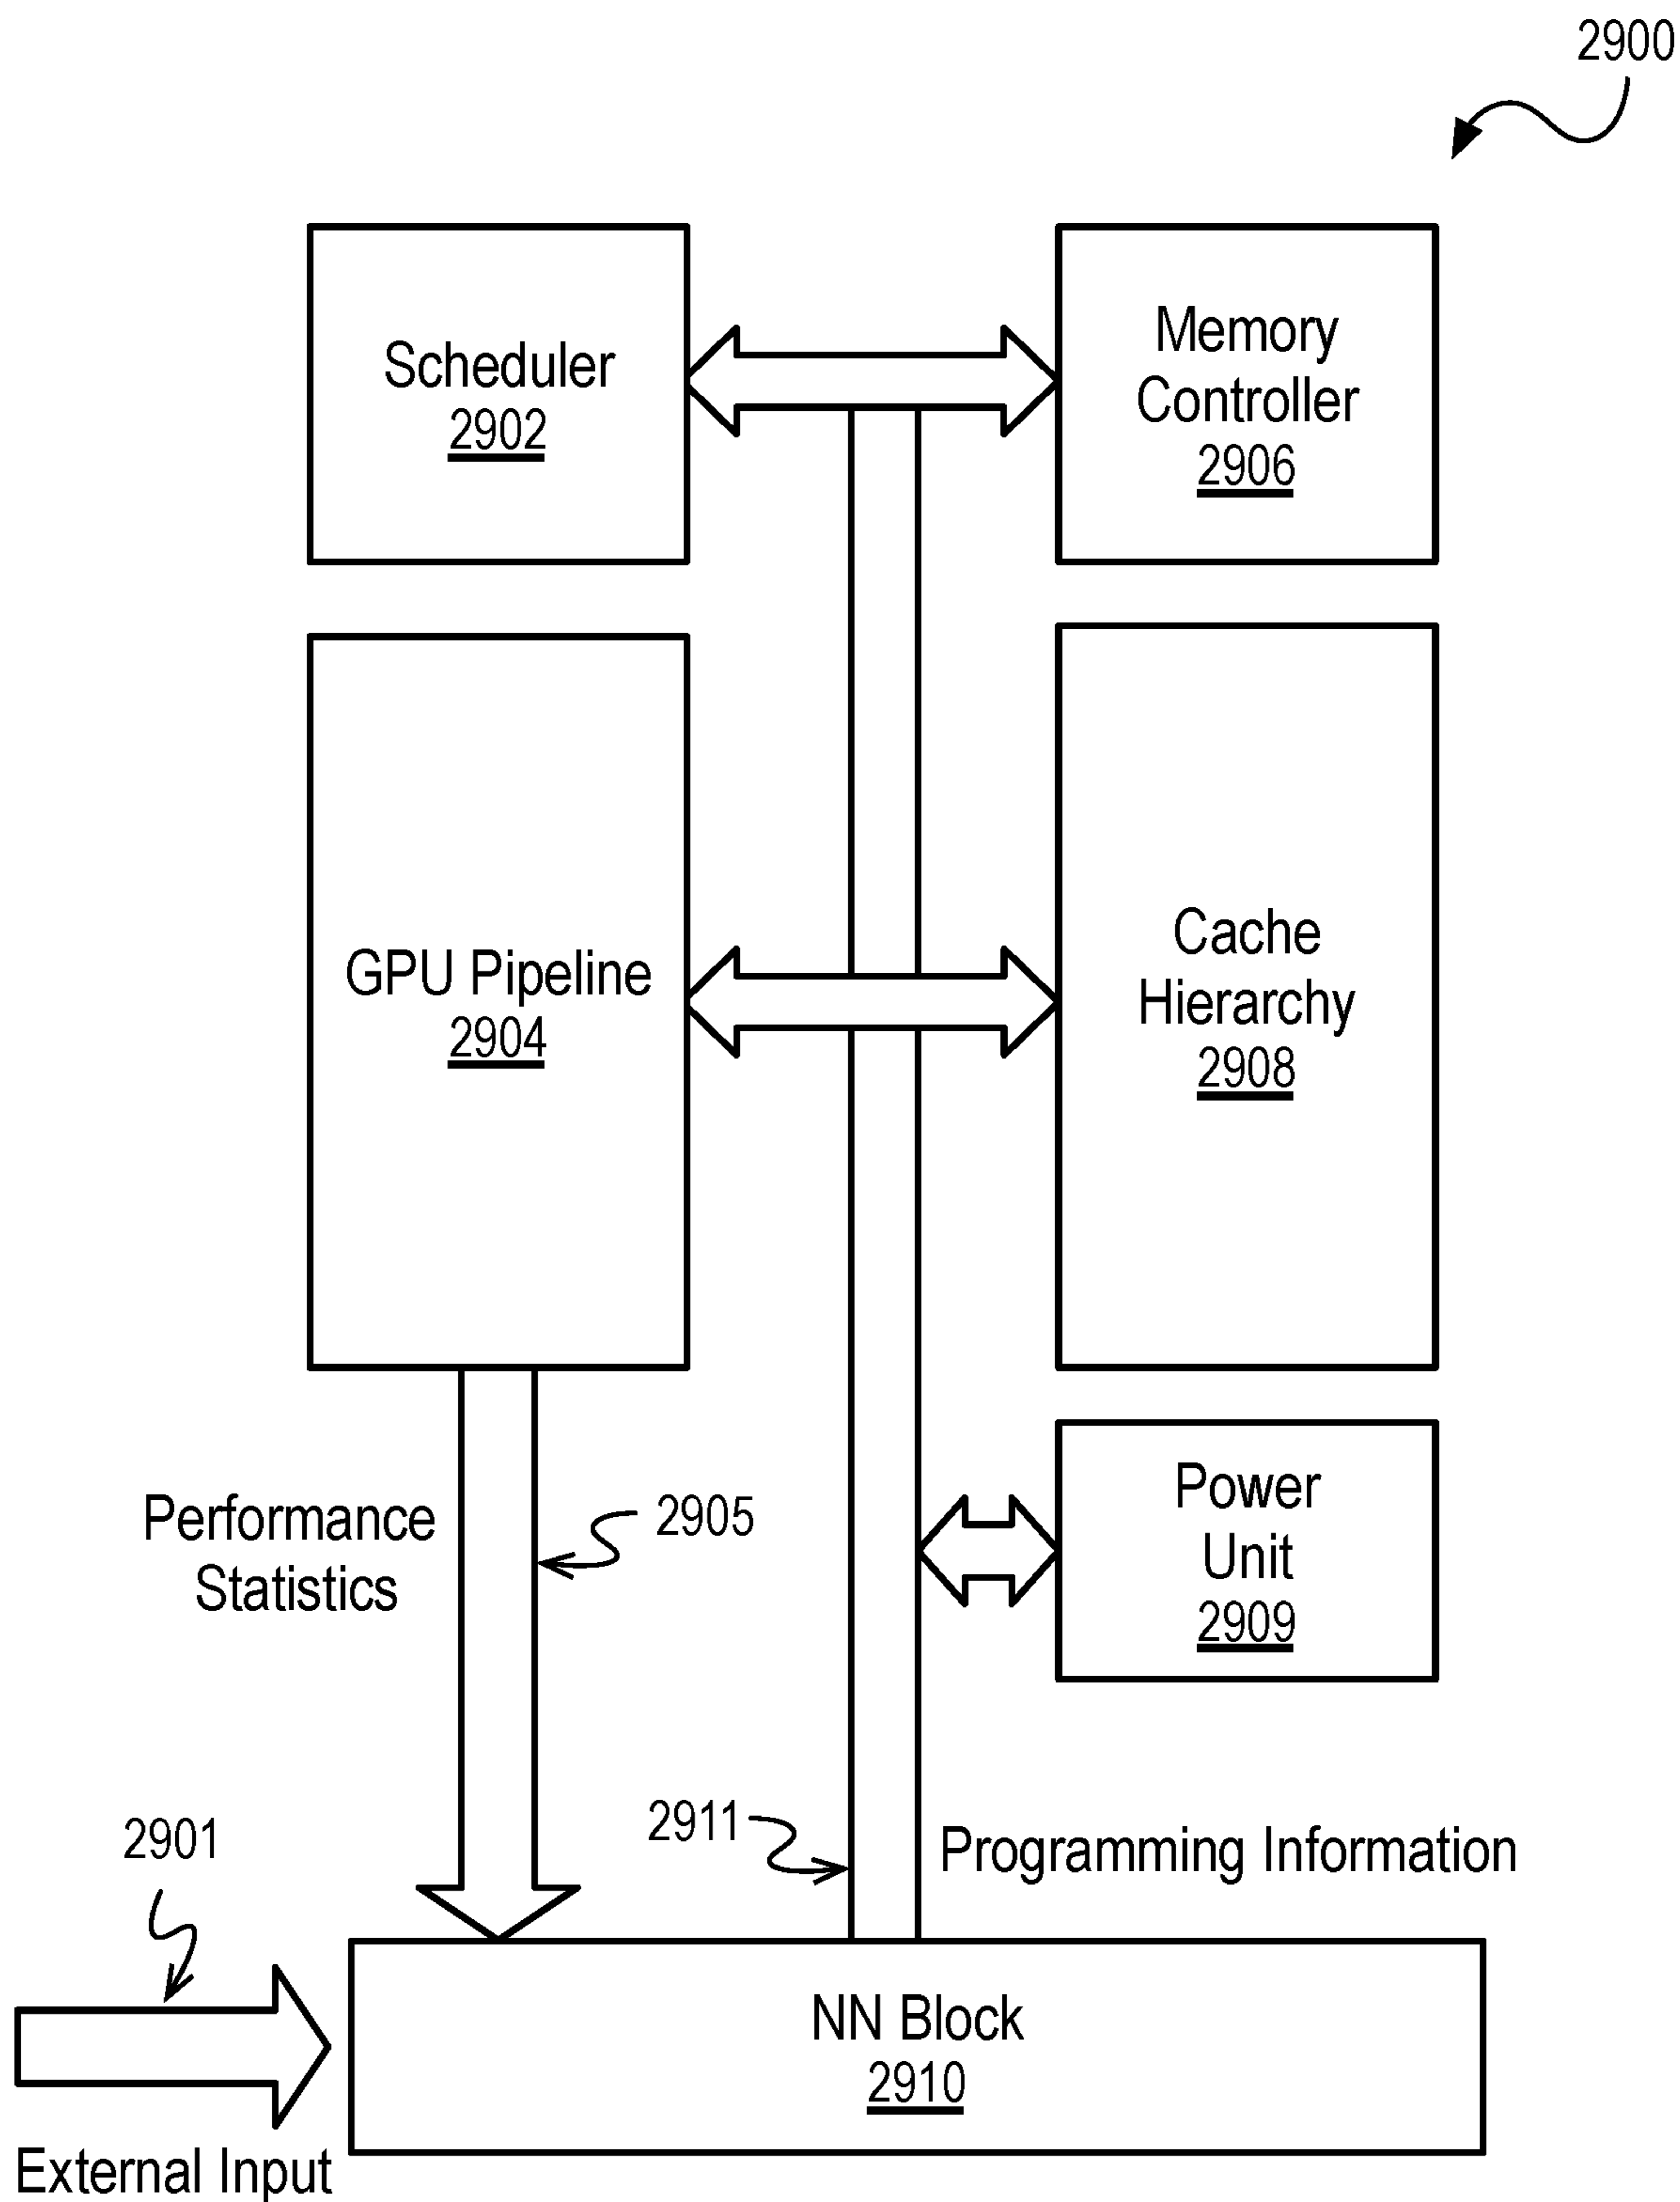 2900
Scheduler
2902
Memory
Controller
2906
GPU Pipeline
2904
Cache
Hierarchy
2908
Performance
Statistics
2905
Power
Unit
2909
2901
2911
Programming Information
NN Block
2910
External Input